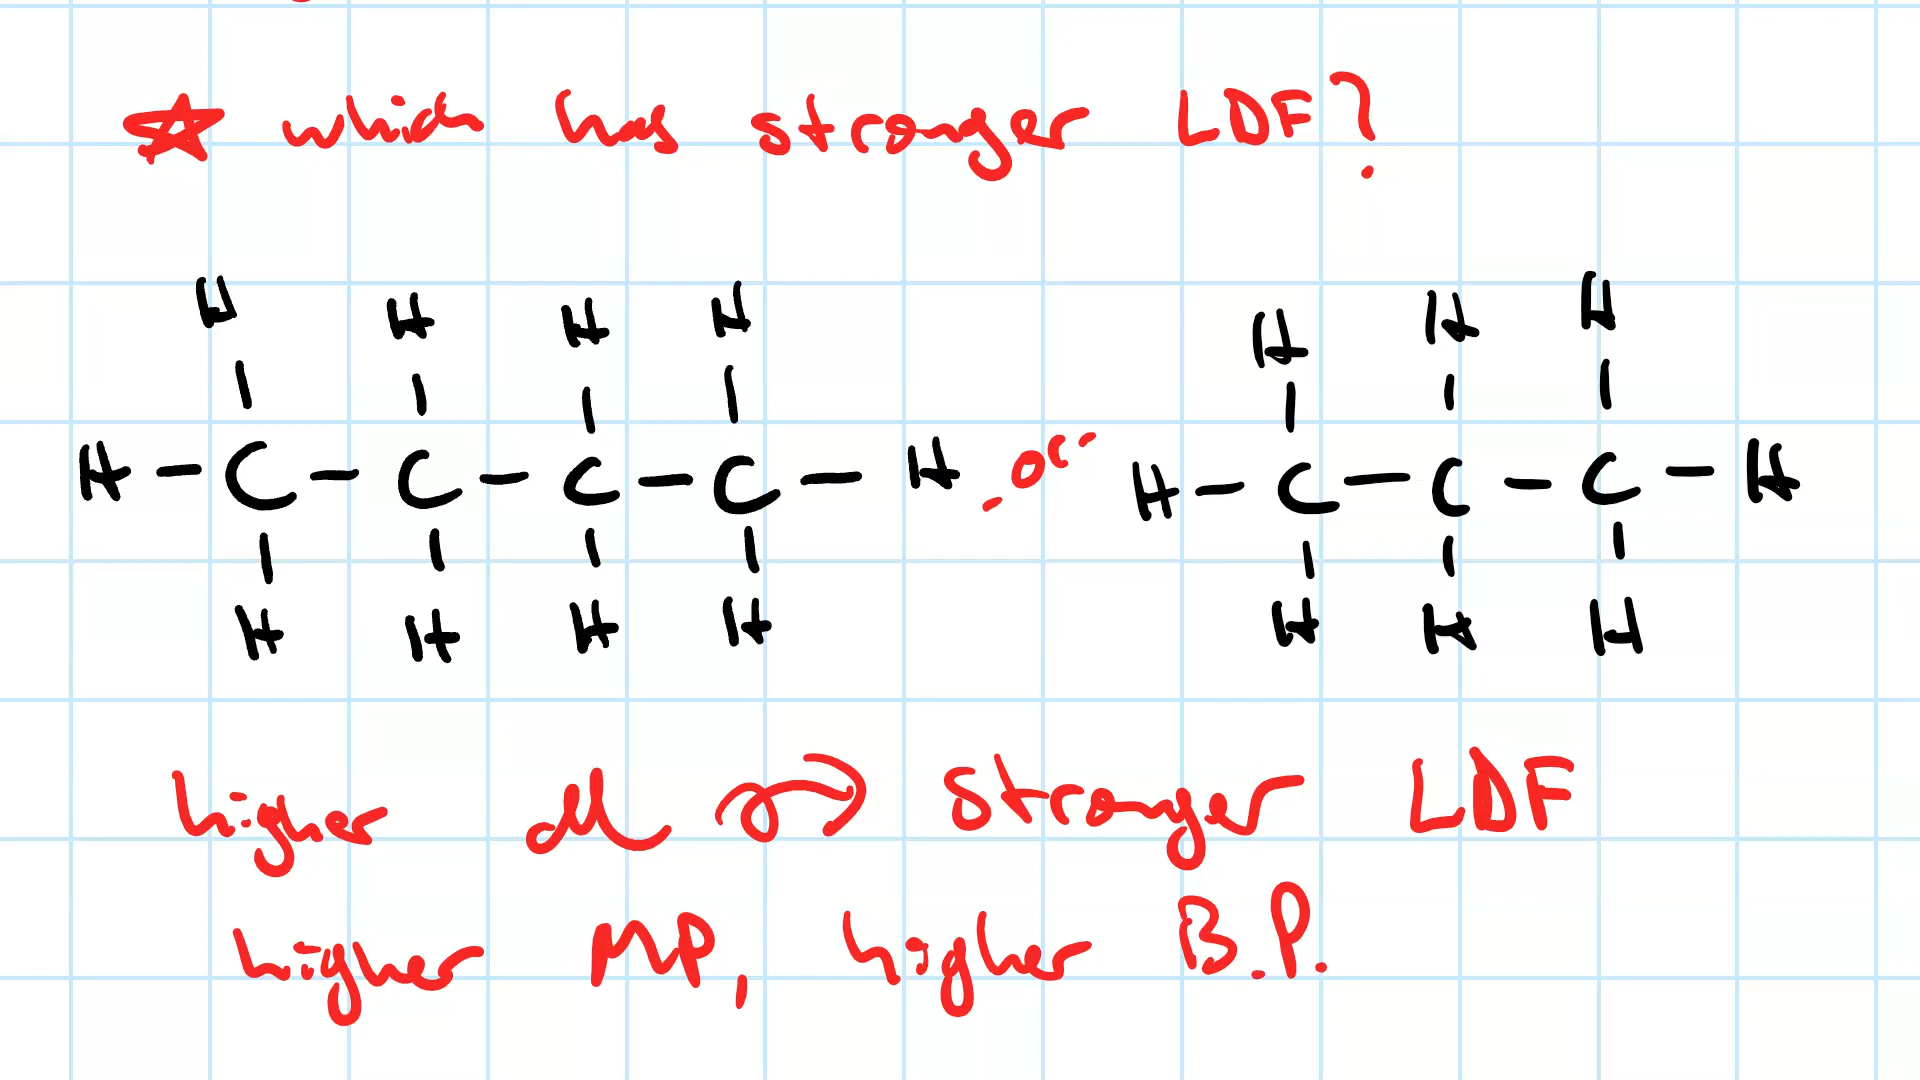 which has stronger LDF?
H H H H H H H
H - C - C - C - C - H or H - C - C - C - H
H H H H H H H
higher M → stronger LDF
higher MP, higher B.P.